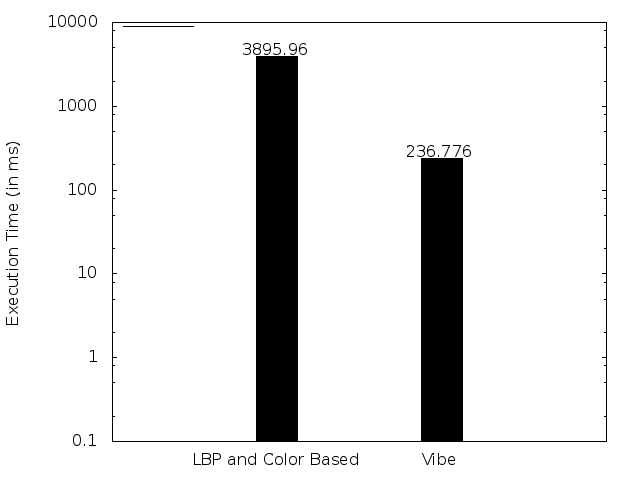 10000
1000
100
10
1
0.1
Execution Time (in ms)
3895.96
236.776
LBP and Color Based
Vibe